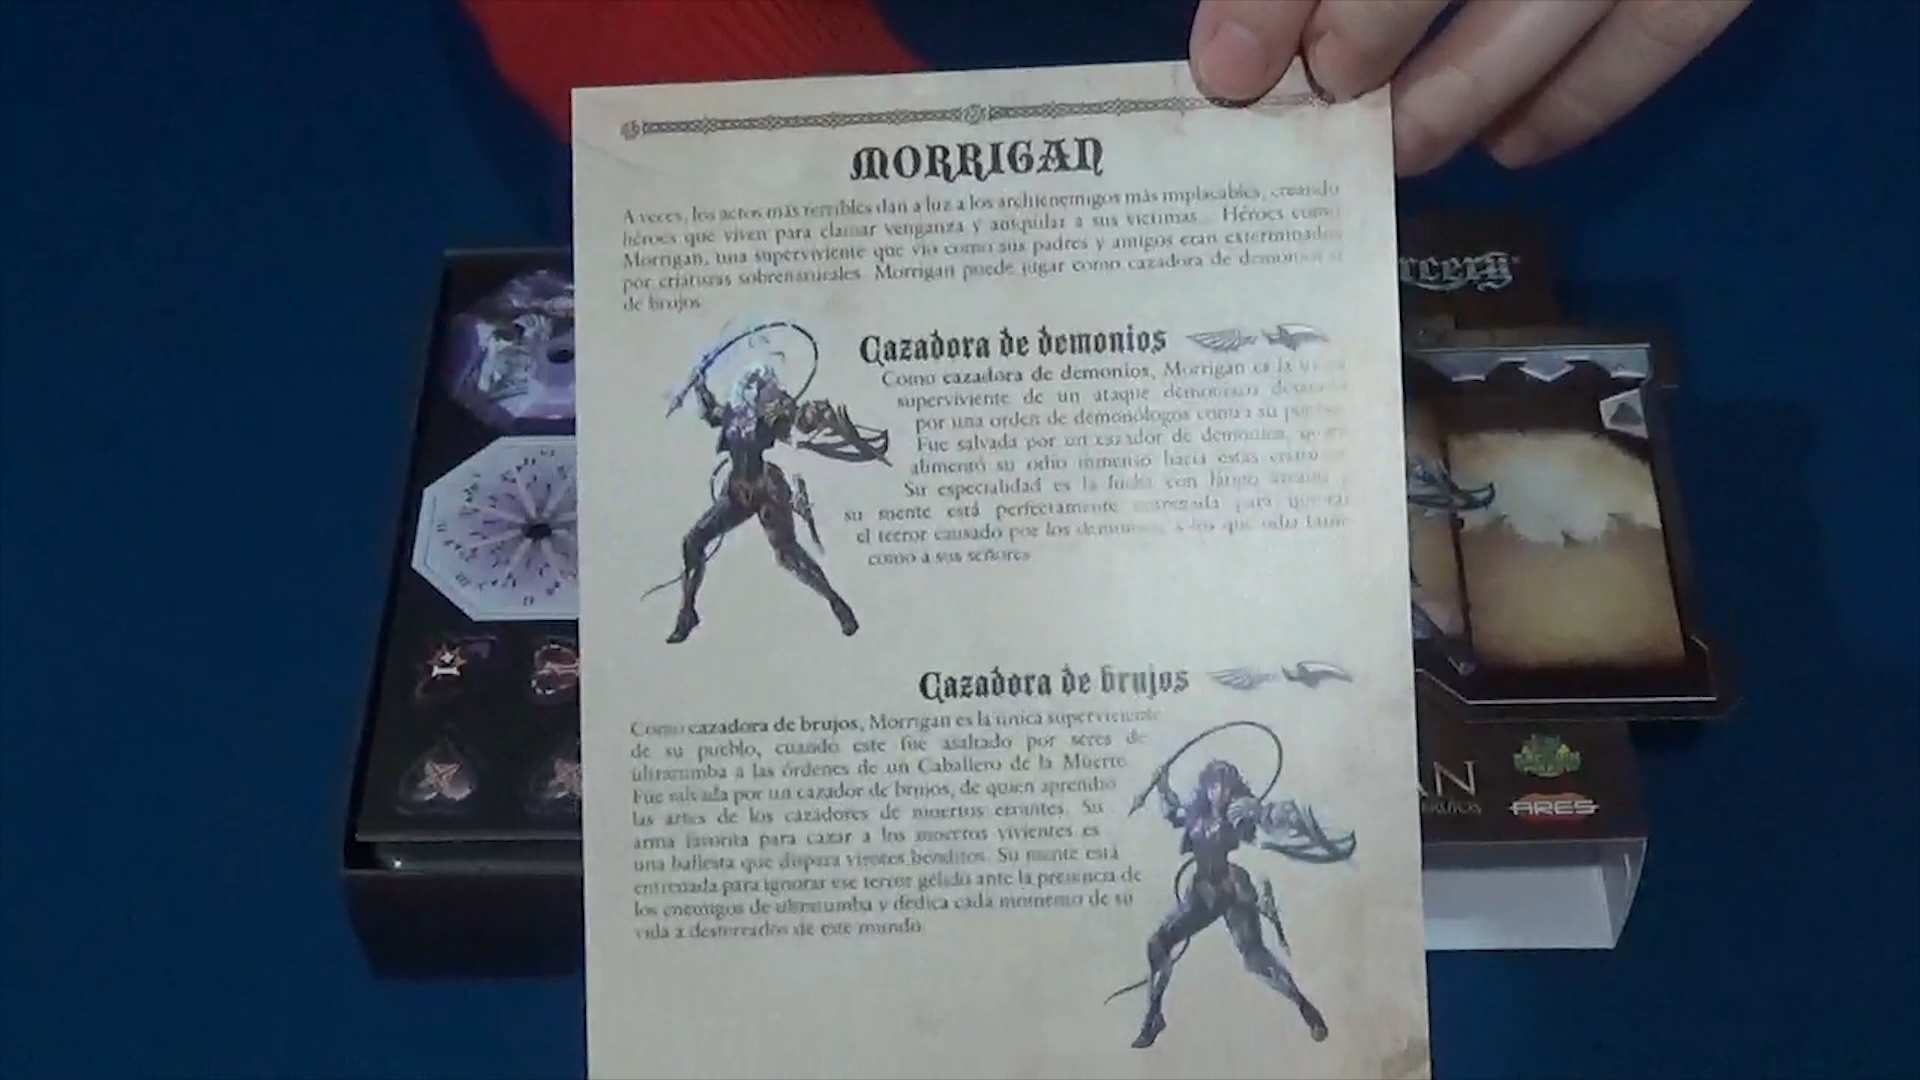 MORRIGAN
A veces, los actos más terribles dan a luz a los archienemigos más implacables, creando
héroes que viven para clamar venganza y aniquilar a sus víctimas... Héroes como
Morrigan, una superviviente que vio como sus padres y amigos eran exterminados
por criaturas sobrenaturales. Morrigan puede jugar como cazadora de demonios o
de brujos.
Cazadora de demonios
Como cazadora de demonios, Morrigan es la única
superviviente de un ataque demoníaco
por una orden de demonólogos contra su pueblo.
Fue salvada por un cazador de demonios, quien
alimentó su odio inmenso hacia estas
Su especialidad es la lucha con látigo
su mente está perfectamente entrenada para ignorar
el terror causado por los demonios, a los que odia tanto
como a sus señores.
Cazadora de brujos
Como cazadora de brujos, Morrigan es la única superviviente
de su pueblo, cuando este fue asaltado por seres de
ultratumba a las órdenes de un Caballero de la Muerte.
Fue salvada por un cazador de brujos, de quien aprendió
las artes de los cazadores de muertos errantes. Su
arma favorita para cazar a los muertos vivientes es
una ballesta que dispara virotes benditos. Su mente está
entrenada para ignorar ese terror gélido ante la presencia de
los enemigos de ultratumba y dedica cada momento de su
vida a desterrarlos de este mundo.
rcery
AN
BRUJOS
ARES